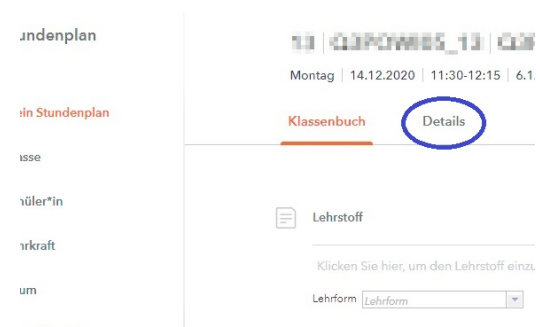 undenplan
Montag | 14.12.2020 | 11:30-12:15 | 6.1.
ein Stundenplan
Klassenbuch Details
asse
hüler*in
Lehrstoff
hrkraft
Klicken Sie hier, um den Lehrstoff einzu
um
Lehrform Lehrform